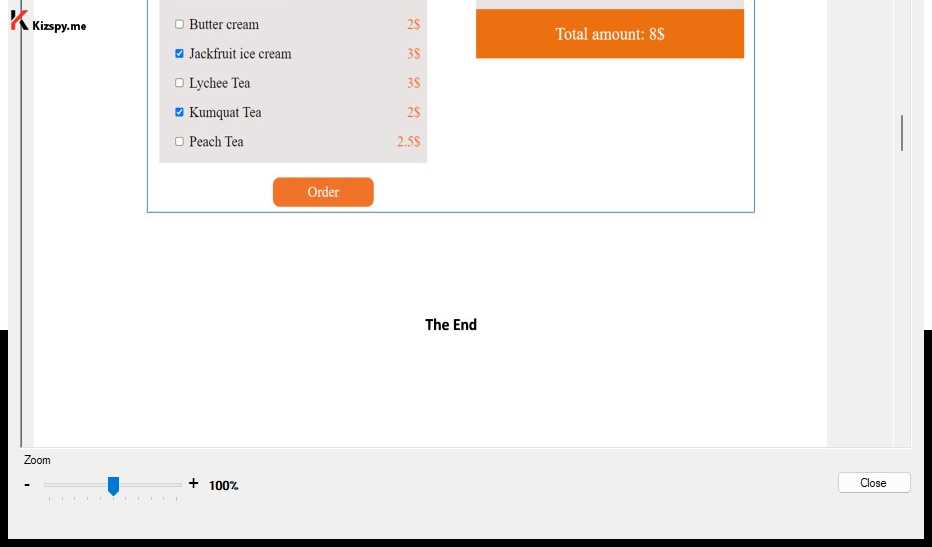 Kizspy.me
Butter cream 2$
Jackfruit ice cream 3$
Lychee Tea 3$
Kumquat Tea 2$
Peach Tea 2.5$
Order
Total amount: 8$
The End
Zoom
- + 100%
Close